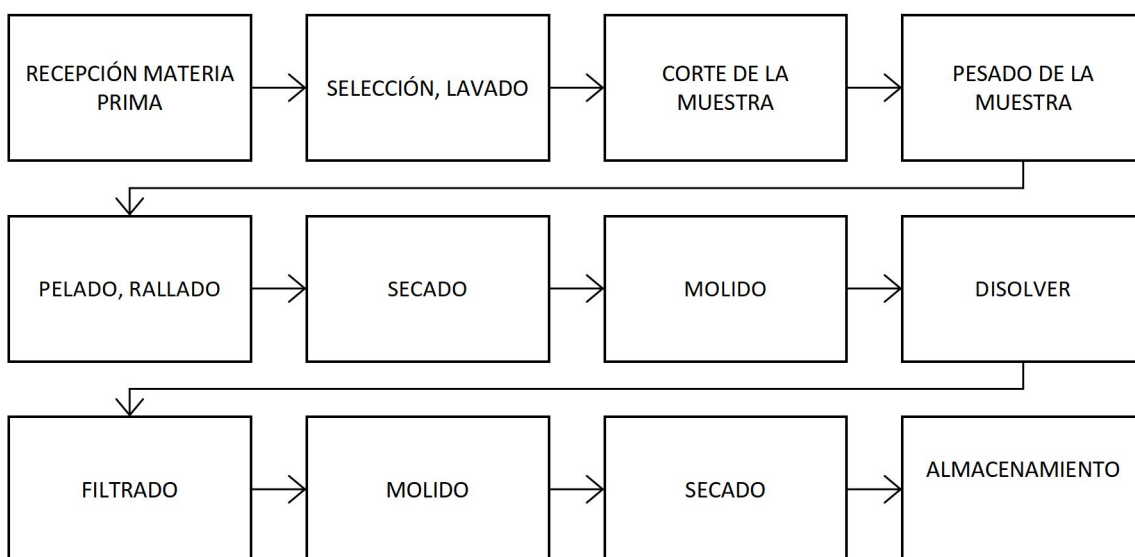 RECEPCIÓN MATERIA
PRIMA
SELECCIÓN, LAVADO
CORTE DE LA
MUESTRA
PESADO DE LA
MUESTRA
PELADO, RALLADO
SECADO
MOLIDO
DISOLVER
FILTRADO
MOLIDO
SECADO
ALMACENAMIENTO